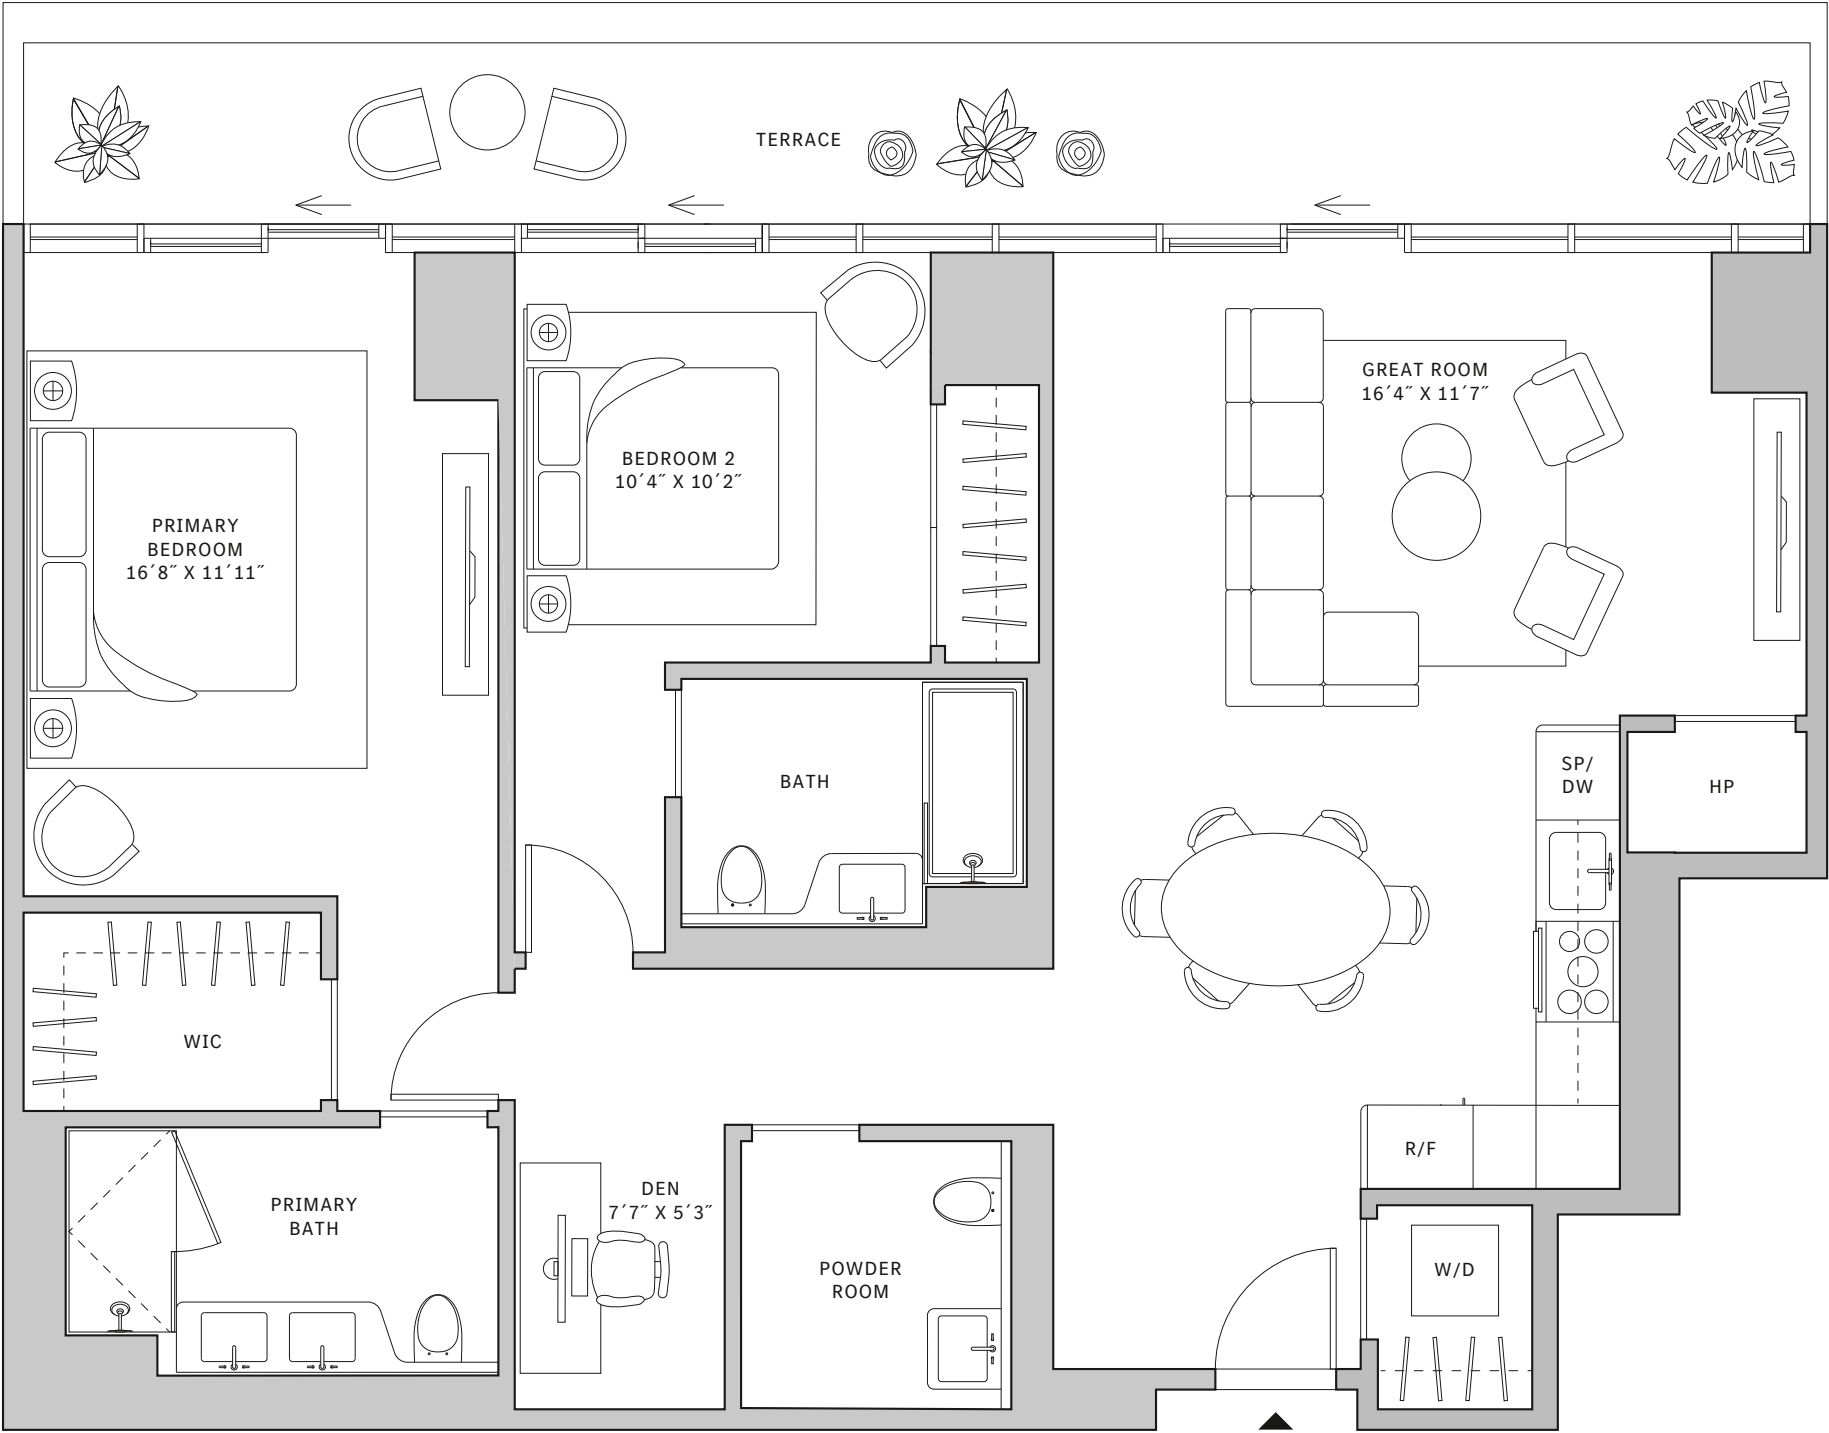 TERRACE
GREAT ROOM
16´4˝ X 11´7˝
BEDROOM 2
10´4˝ X 10´2˝
PRIMARY
BEDROOM
16´8˝ X 11´11˝
BATH
SP/
DW
HP
WIC
R/F
PRIMARY
BATH
DEN
7´7˝ X 5´3˝
POWDER
ROOM
W/D